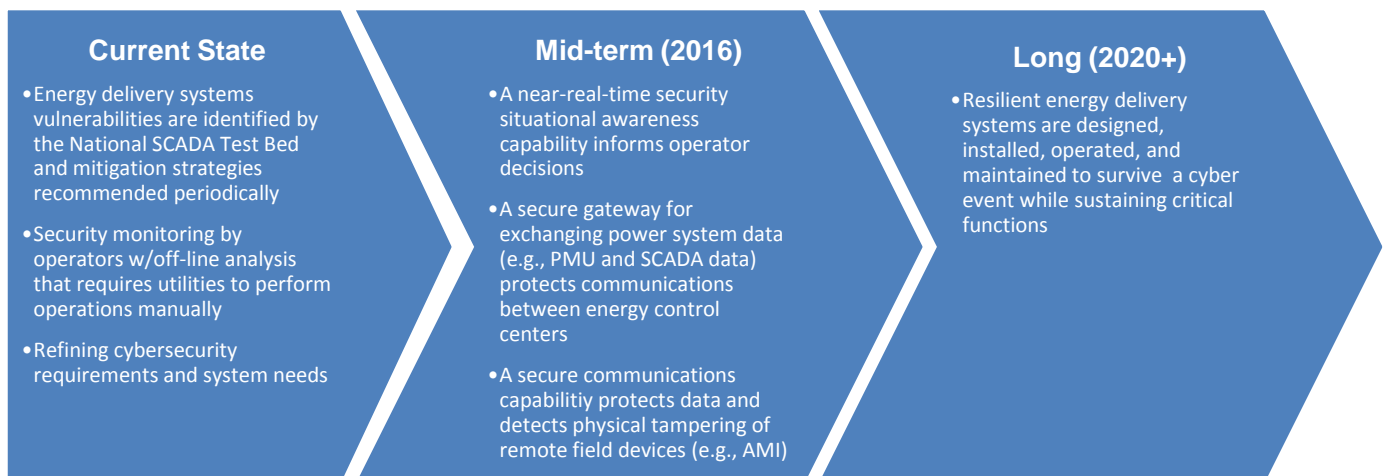 Current State
•Energy delivery systems
vulnerabilities are identified by
the National SCADA Test Bed
and mitigation strategies
recommended periodically
•Security monitoring by
operators w/off-line analysis
that requires utilities to perform
operations manually
•Refining cybersecurity
requirements and system needs
Mid-term (2016)
•A near-real-time security
situational awareness
capability informs operator
decisions
•A secure gateway for
exchanging power system data
(e.g., PMU and SCADA data)
protects communications
between energy control
centers
•A secure communications
capabilitiy protects data and
detects physical tampering of
remote field devices (e.g., AMI)
Long (2020+)
•Resilient energy delivery
systems are designed,
installed, operated, and
maintained to survive  a cyber
event while sustaining critical
functions